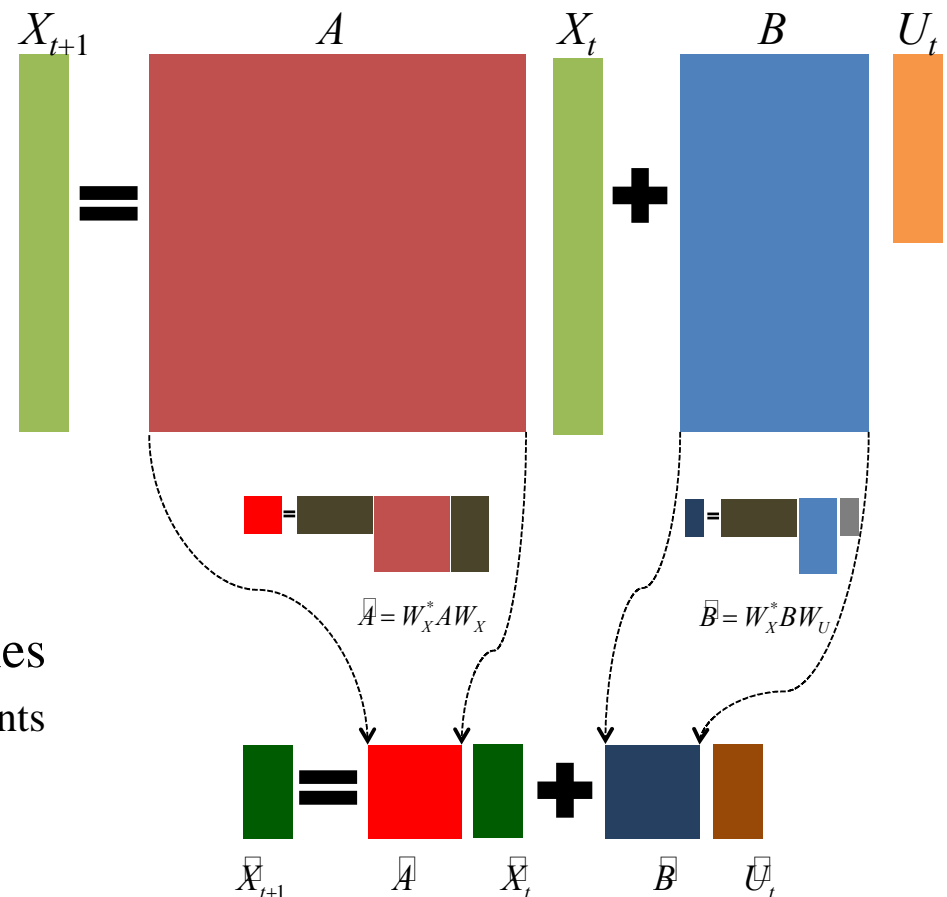 X_{t+1} A X_t B U_t
= +
= =
Ã = W_X^* A W_X B̃ = W_X^* B W_U
es
nts
= +
X̃_{t+1} Ã X̃_t B̃ Ũ_t